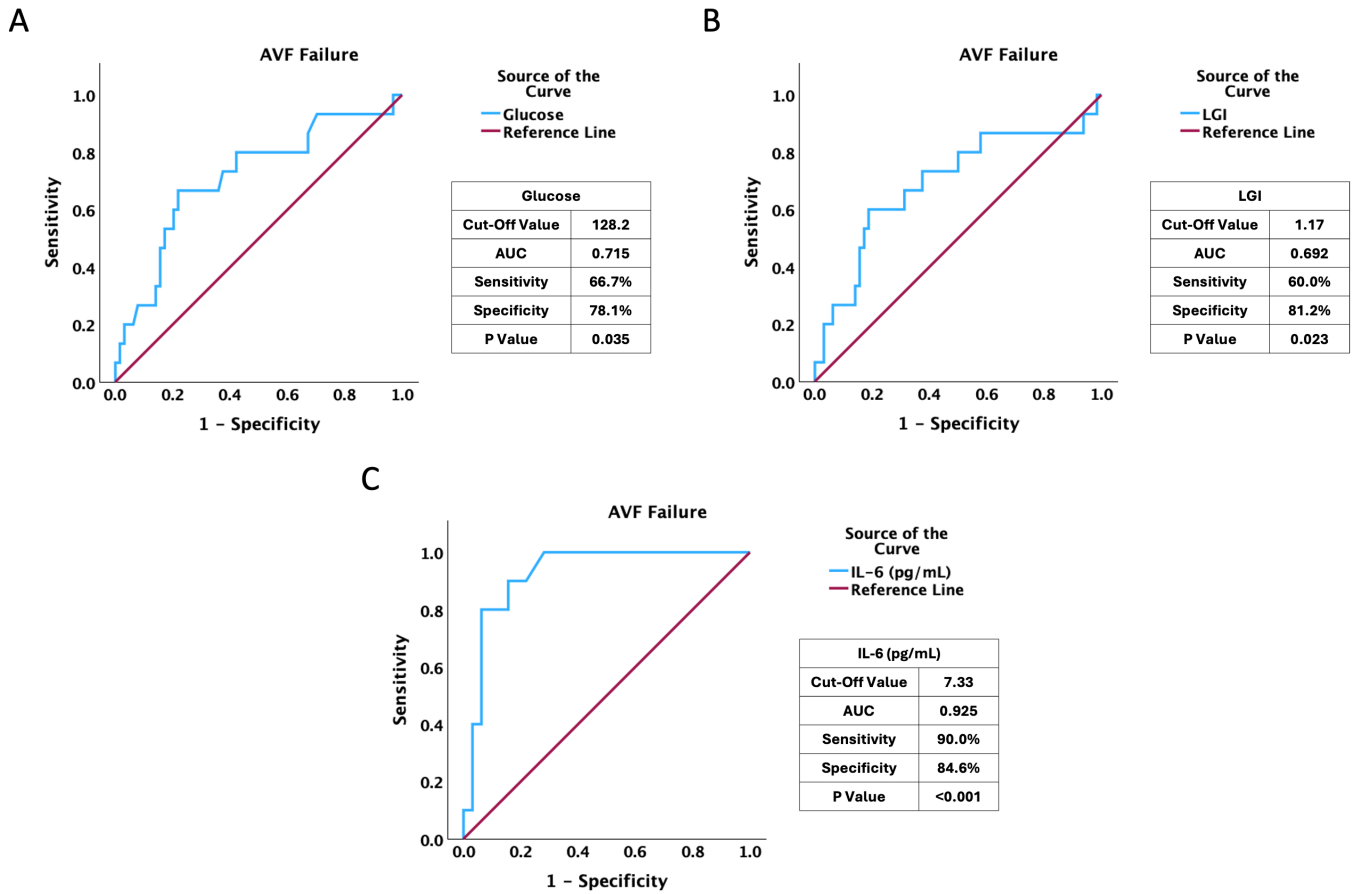 A
AVF Failure
Source of the
Curve
Glucose
Reference Line
Sensitivity
1.0
0.8
0.6
0.4
0.2
0.0
0.0 0.2 0.4 0.6 0.8 1.0
1 – Specificity
Glucose
Cut-Off Value 128.2
AUC 0.715
Sensitivity 66.7%
Specificity 78.1%
P Value 0.035
B
AVF Failure
Source of the
Curve
LGI
Reference Line
Sensitivity
1.0
0.8
0.6
0.4
0.2
0.0
0.0 0.2 0.4 0.6 0.8 1.0
1 – Specificity
LGI
Cut-Off Value 1.17
AUC 0.692
Sensitivity 60.0%
Specificity 81.2%
P Value 0.023
C
AVF Failure
Source of the
Curve
IL–6 (pg/mL)
Reference Line
Sensitivity
1.0
0.8
0.6
0.4
0.2
0.0
0.0 0.2 0.4 0.6 0.8 1.0
1 – Specificity
IL-6 (pg/mL)
Cut-Off Value 7.33
AUC 0.925
Sensitivity 90.0%
Specificity 84.6%
P Value <0.001